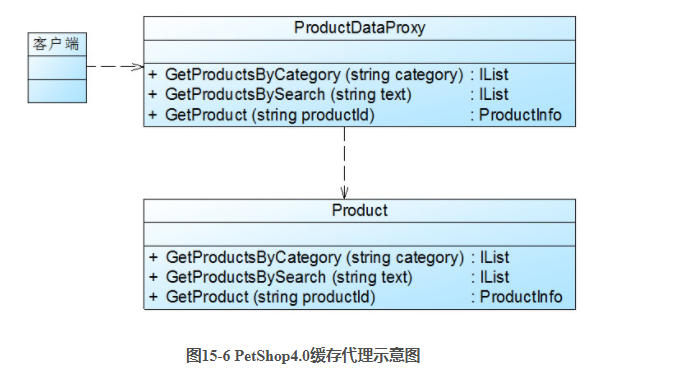 客户端
ProductDataProxy
+ GetProductsByCategory (string category) : IList
+ GetProductsBySearch (string text) : IList
+ GetProduct (string productId) : ProductInfo
Product
+ GetProductsByCategory (string category) : IList
+ GetProductsBySearch (string text) : IList
+ GetProduct (string productId) : ProductInfo
图15-6 PetShop4.0缓存代理示意图